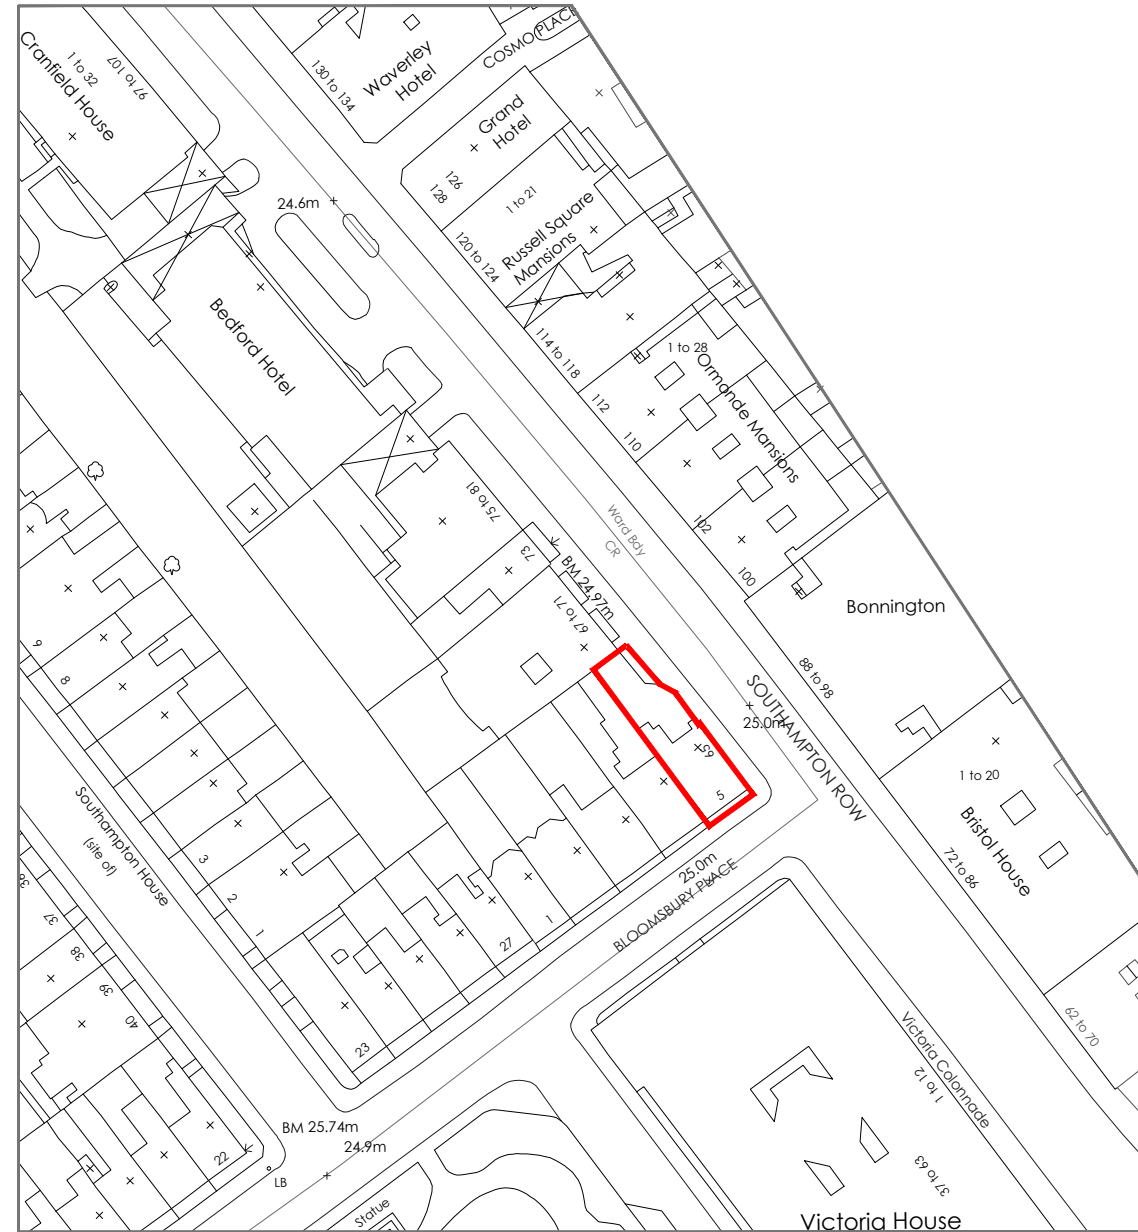 COSMO PLACE
Cranfield House
1 to 32
97 to 107
Waverley
Hotel
130 to 134
Grand
Hotel
126
128
24.6m
1 to 21
Russell Square
Mansions
120 to 124
Bedford Hotel
114 to 118
1 to 28
Ormande Mansions
112
110
102
100
75 to 81
73
Ward Bdy
CR
BM 24.97m
67 to 71
Bonnington
88 to 98
SOUTHAMPTON ROW
25.0m
65
5
1 to 20
Bristol House
72 to 86
62 to 70
9
8
Southampton House
(site of)
3
2
1
38
37
38
39
40
25.0m
BLOOMSBURY PLACE
1
27
23
22
BM 25.74m
24.9m
LB
Statue
Victoria Colonnade
1 to 12
37 to 63
Victoria House